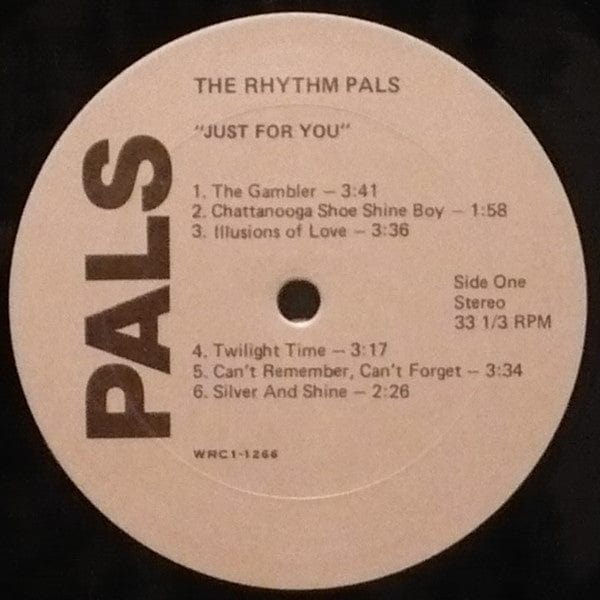 THE RHYTHM PALS
"JUST FOR YOU"
1. The Gambler – 3:41
2. Chattanooga Shoe Shine Boy – 1:58
3. Illusions of Love – 3:36
PALS
Side One
Stereo
33 1/3 RPM
4. Twilight Time – 3:17
5. Can't Remember, Can't Forget – 3:34
6. Silver And Shine – 2:26
WRC1-1266